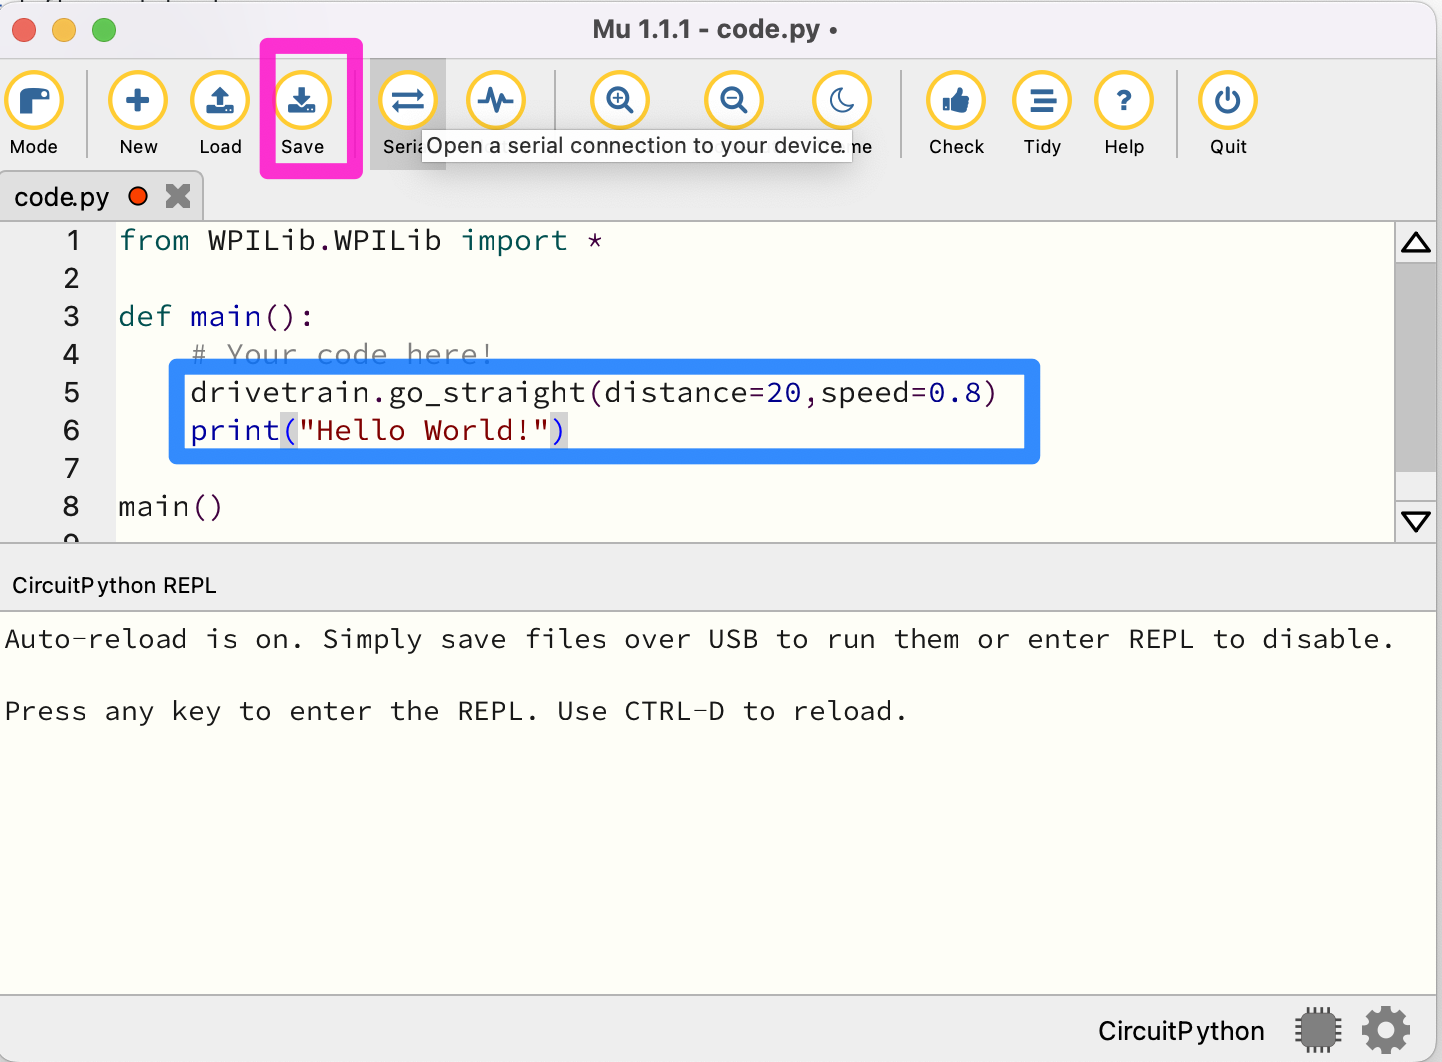 Mu 1.1.1 - code.py •
Mode New Load Save Seria Open a serial connection to your device. me Check Tidy Help Quit
code.py
1 from WPILib.WPILib import *
2
3 def main():
4 # Your code here!
5 drivetrain.go_straight(distance=20,speed=0.8)
6 print("Hello World!")
7
8 main()
CircuitPython REPL
Auto-reload is on. Simply save files over USB to run them or enter REPL to disable.
Press any key to enter the REPL. Use CTRL-D to reload.
CircuitPython